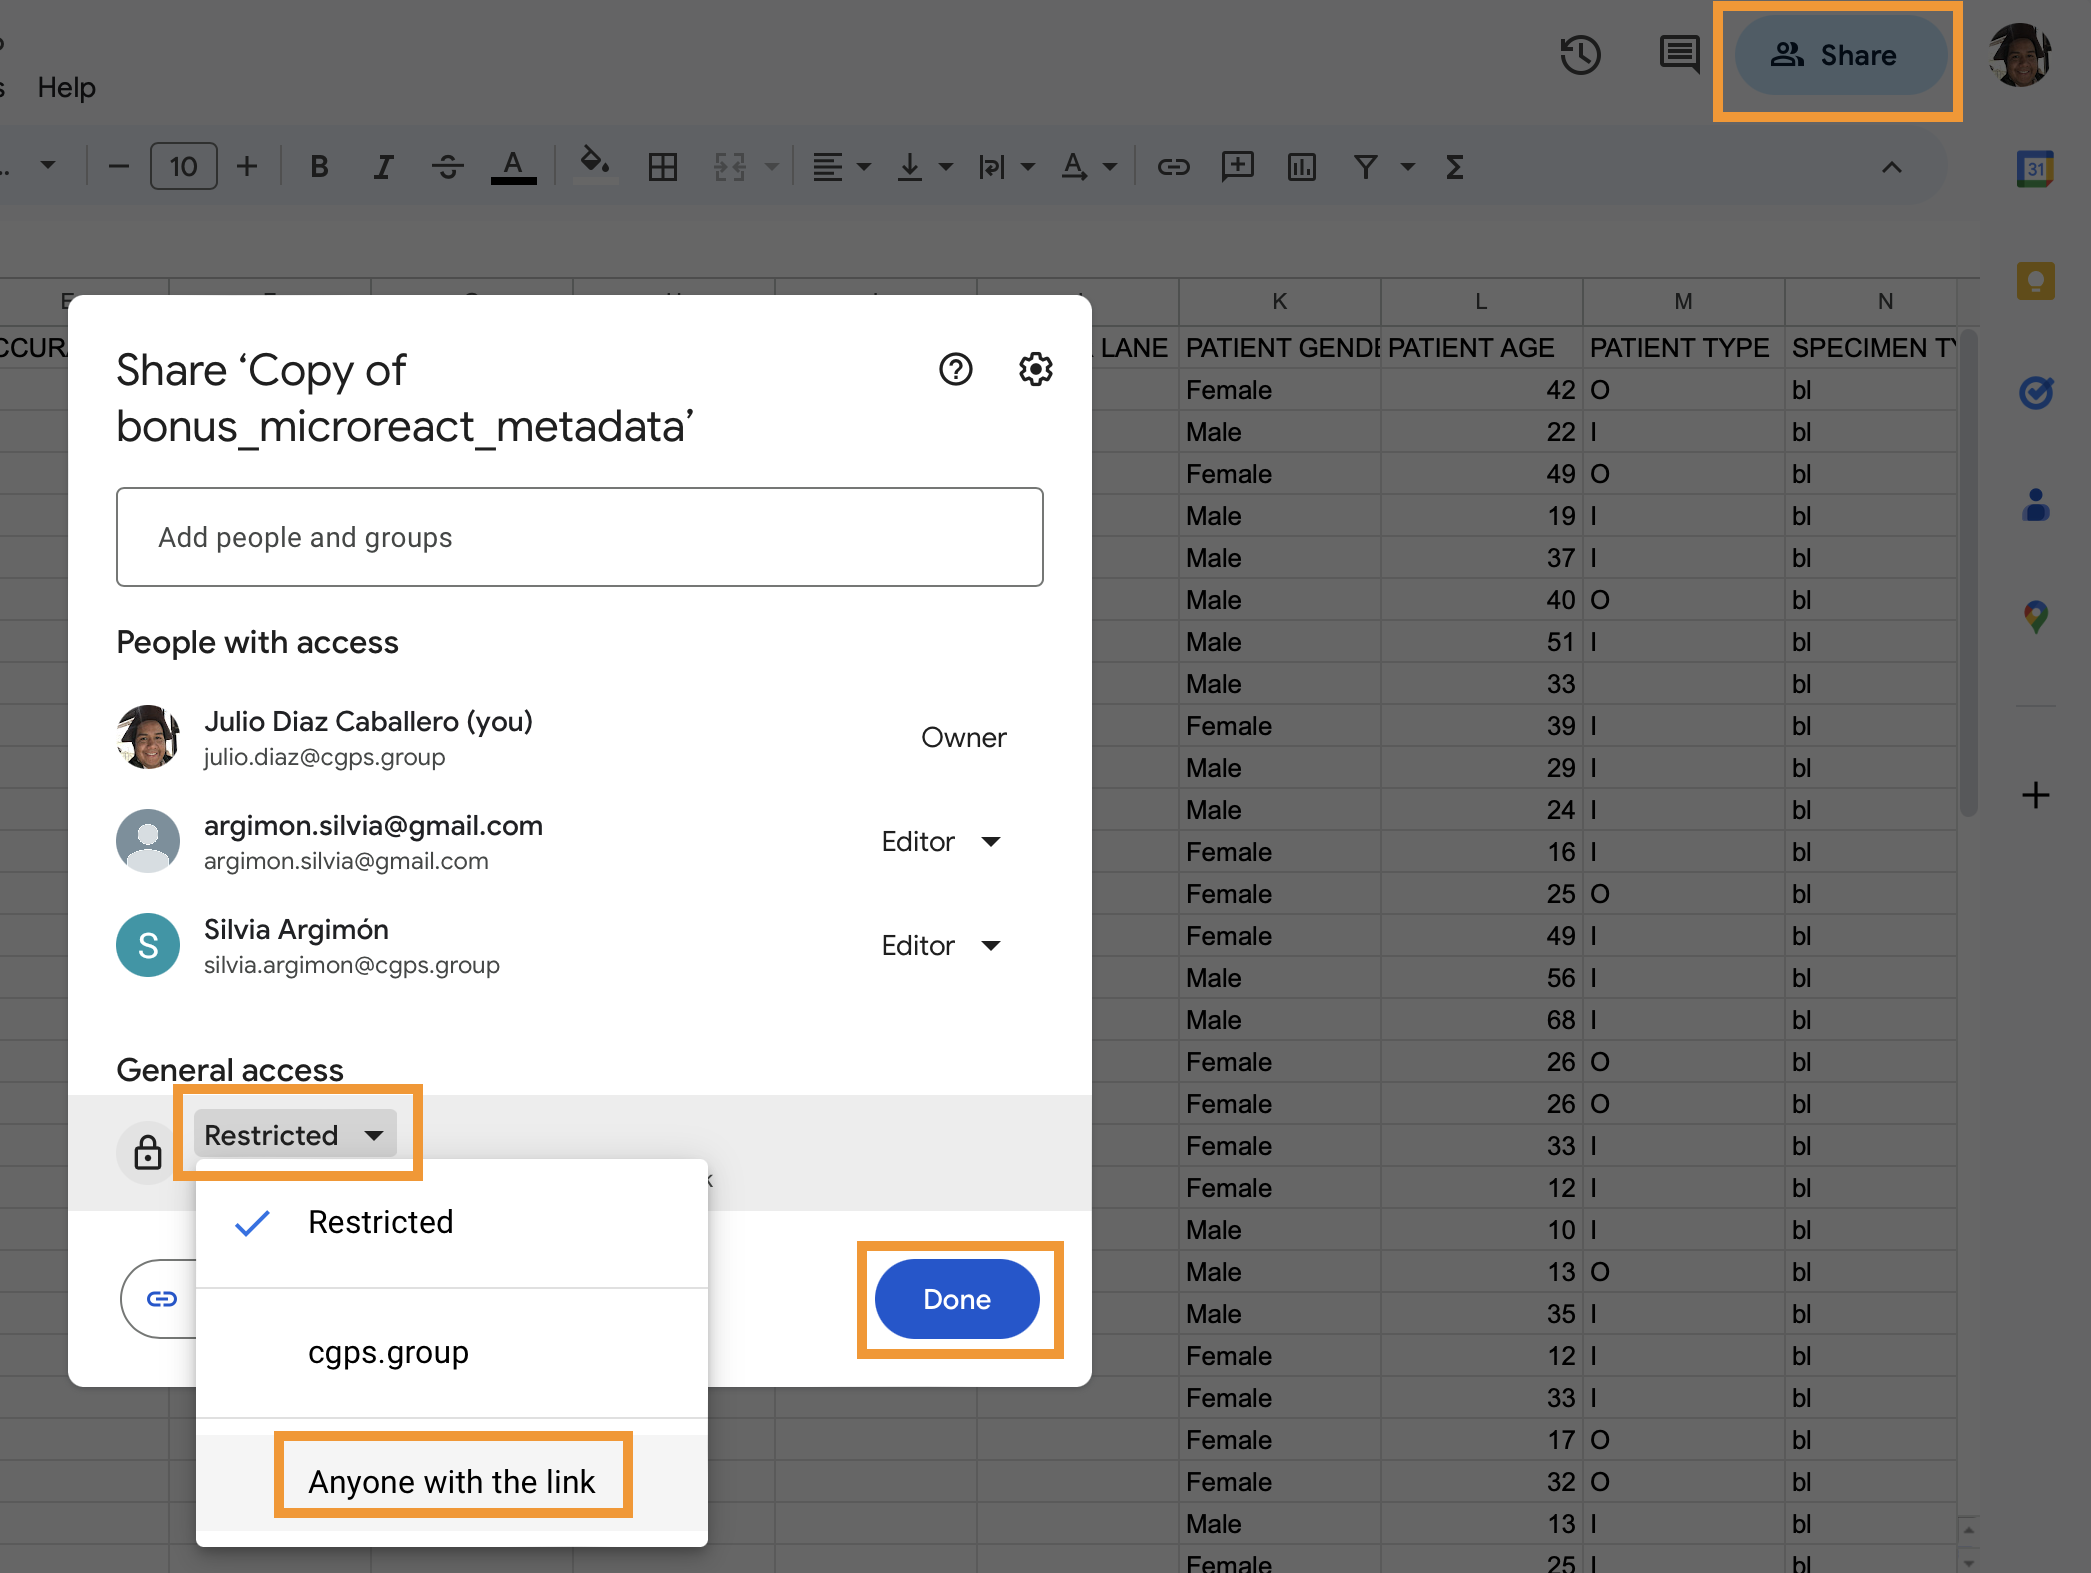 Help
Share
10
B
I
A
A
Σ
31
K
L
M
N
LANE
PATIENT GENDE
PATIENT AGE
PATIENT TYPE
SPECIMEN TY
Female 42 O bl
Male 22 I bl
Female 49 O bl
Male 19 I bl
Male 37 I bl
Male 40 O bl
Male 51 I bl
Male 33 bl
Female 39 I bl
Male 29 I bl
Male 24 I bl
Female 16 I bl
Female 25 O bl
Female 49 I bl
Male 56 I bl
Male 68 I bl
Female 26 O bl
Female 26 O bl
Female 33 I bl
Female 12 I bl
Male 10 I bl
Male 13 O bl
Male 35 I bl
Female 12 I bl
Female 33 I bl
Female 17 O bl
Female 32 O bl
Male 13 I bl
Female 25 I bl
Share ‘Copy of
bonus_microreact_metadata’
Add people and groups
People with access
Julio Diaz Caballero (you)
julio.diaz@cgps.group
Owner
argimon.silvia@gmail.com
argimon.silvia@gmail.com
Editor
S
Silvia Argimón
silvia.argimon@cgps.group
Editor
General access
Restricted
Restricted
cgps.group
Anyone with the link
Done